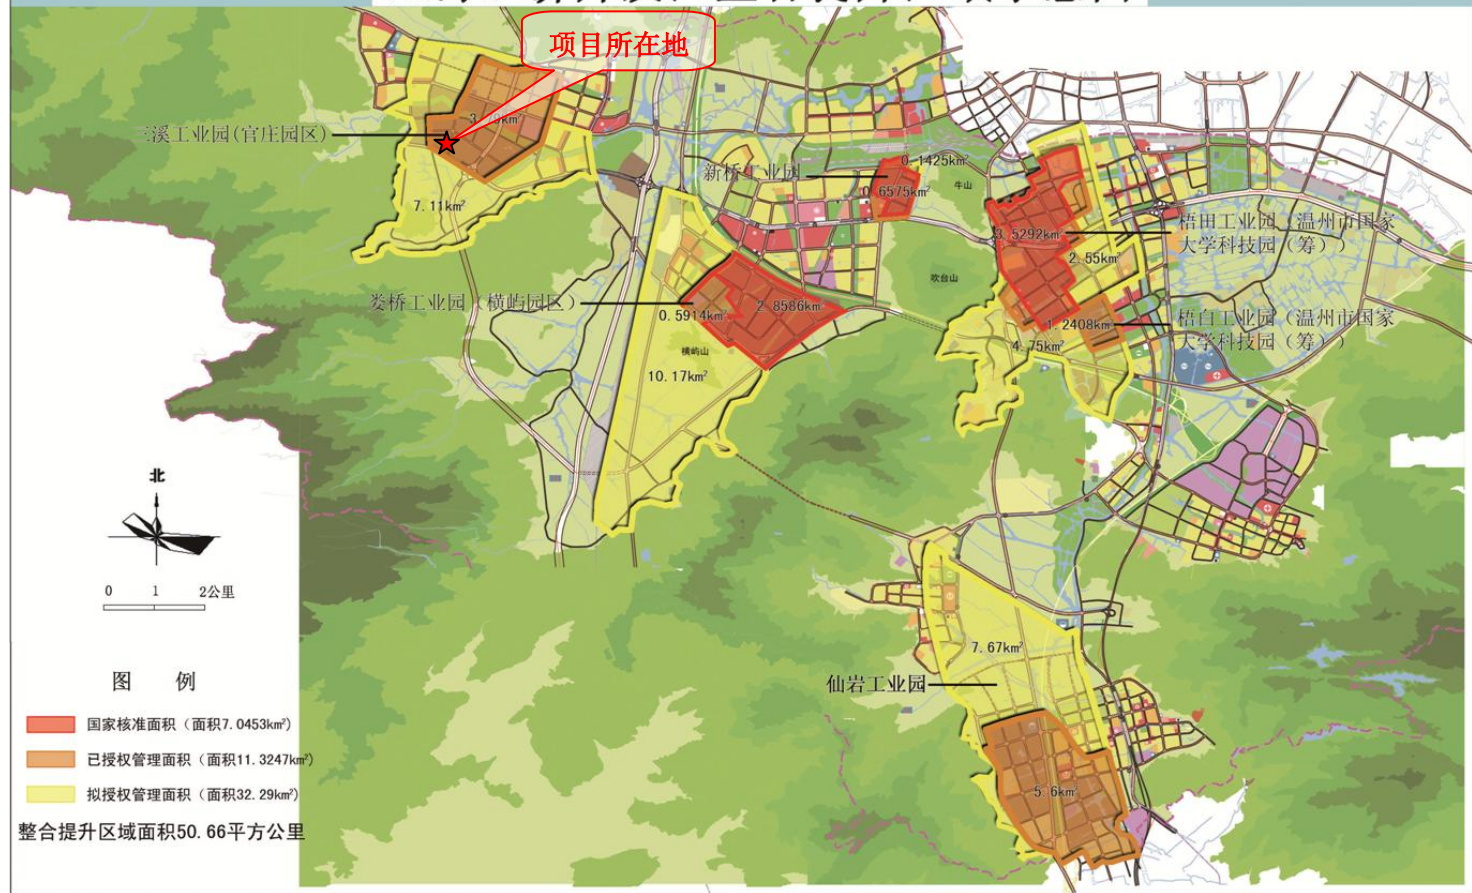 项目所在地
三溪工业园(官庄园区)
7.11km²
新桥工业园
0.1425km²
0.6575km²
牛山
3.5292km²
2.55km²
梧田工业园（温州市国家
大学科技园（筹））
吹台山
娄桥工业园（横屿园区）
0.5914km²
2.8586km²
横屿山
10.17km²
1.2408km²
4.75km²
梧白工业园（温州市国家
大学科技园（筹））
北
0 1 2公里
7.67km²
仙岩工业园
5.6km²
图 例
国家核准面积（面积7.0453km²)
已授权管理面积（面积11.3247km²)
拟授权管理面积（面积32.29km²)
整合提升区域面积50.66平方公里